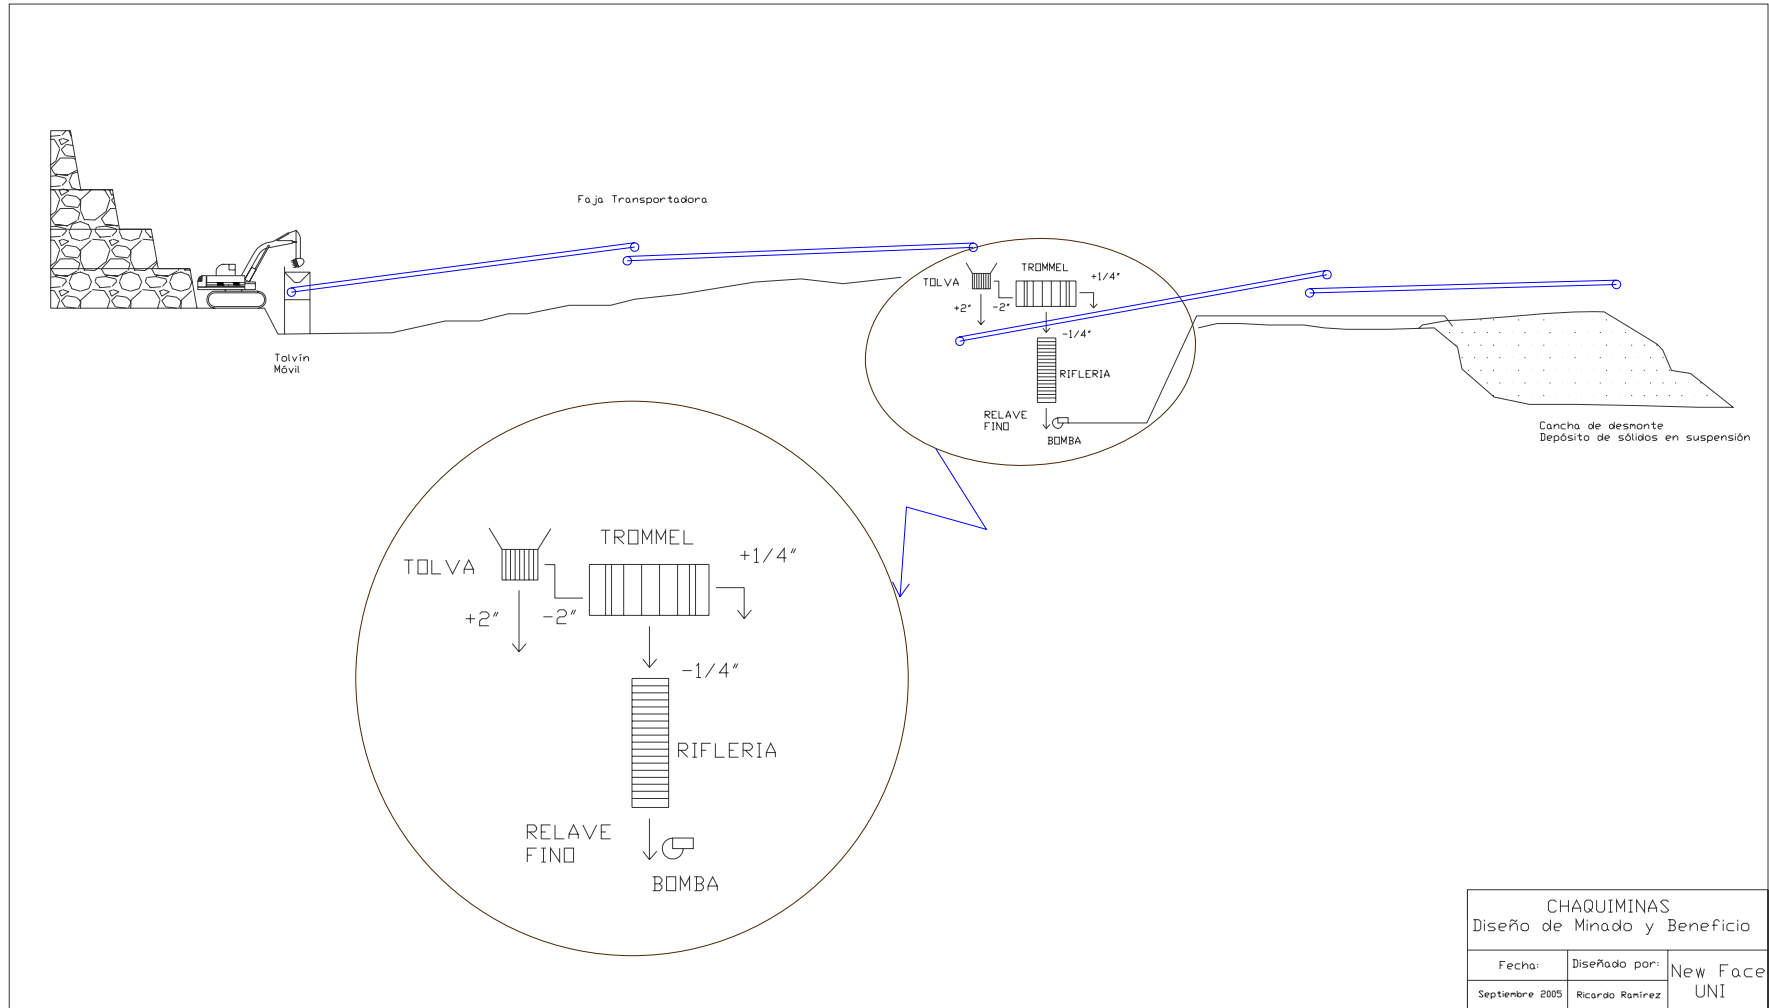 Faja Transportadora
TOLVA
TROMMEL
+1/4"
+2"
-2"
-1/4"
RIFLERIA
RELAVE
FINO
BOMBA
Tolvín
Móvil
Cancha de desmonte
Depósito de sólidos en suspensión
TROMMEL
TOLVA
+1/4"
+2"
-2"
-1/4"
RIFLERIA
RELAVE
FINO
BOMBA
CHAQUIMINAS
Diseño de Minado y Beneficio
Fecha:
Diseñado por:
New Face
UNI
Septiembre 2005
Ricardo Ramírez